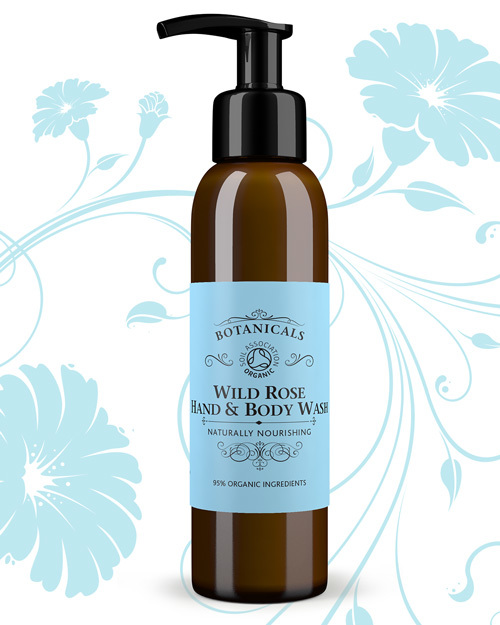 BOTANICALS
SOIL ASSOCIATION
ORGANIC
WILD ROSE
HAND & BODY WASH
NATURALLY NOURISHING
95% ORGANIC INGREDIENTS